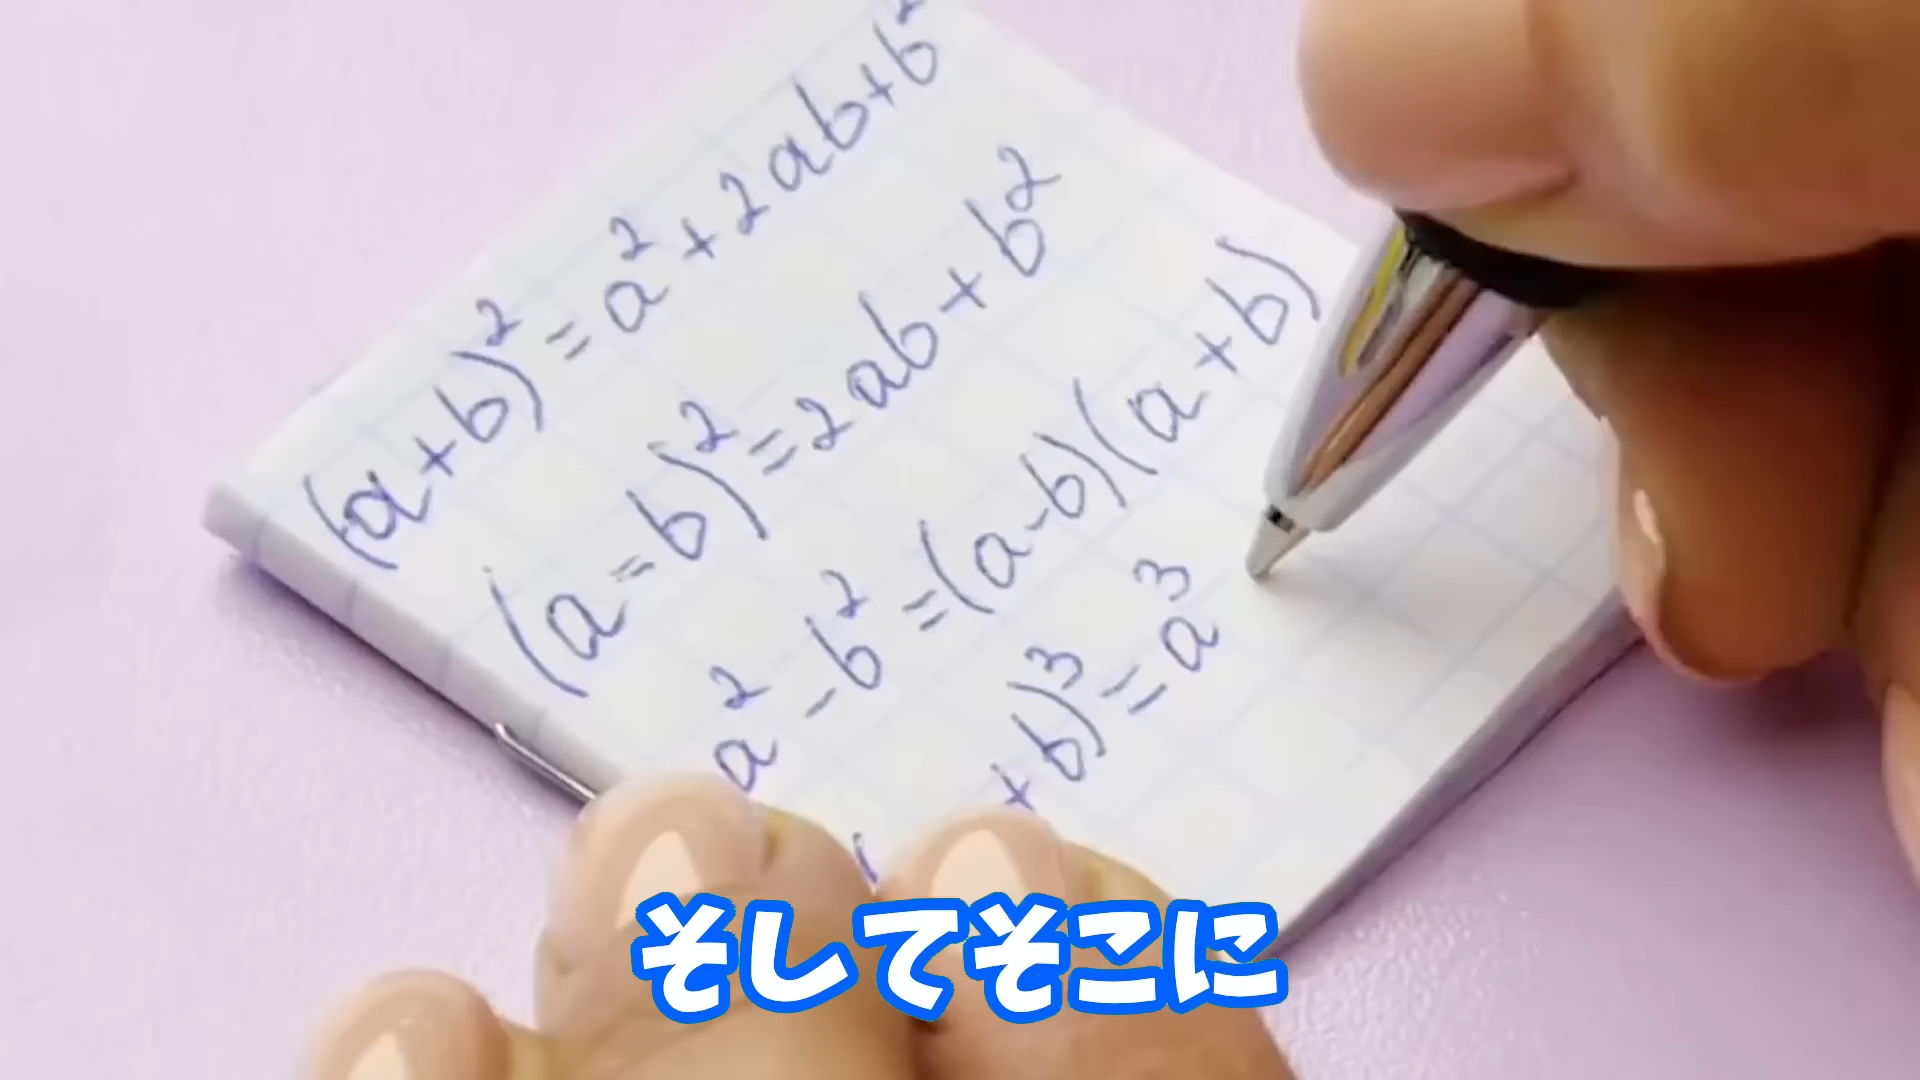 (a+b)²=a²+2ab+b²
(a=b)²=2ab+b²
a²-b²=(a-b)(a+b)
+b)³=a³
そしてそこに